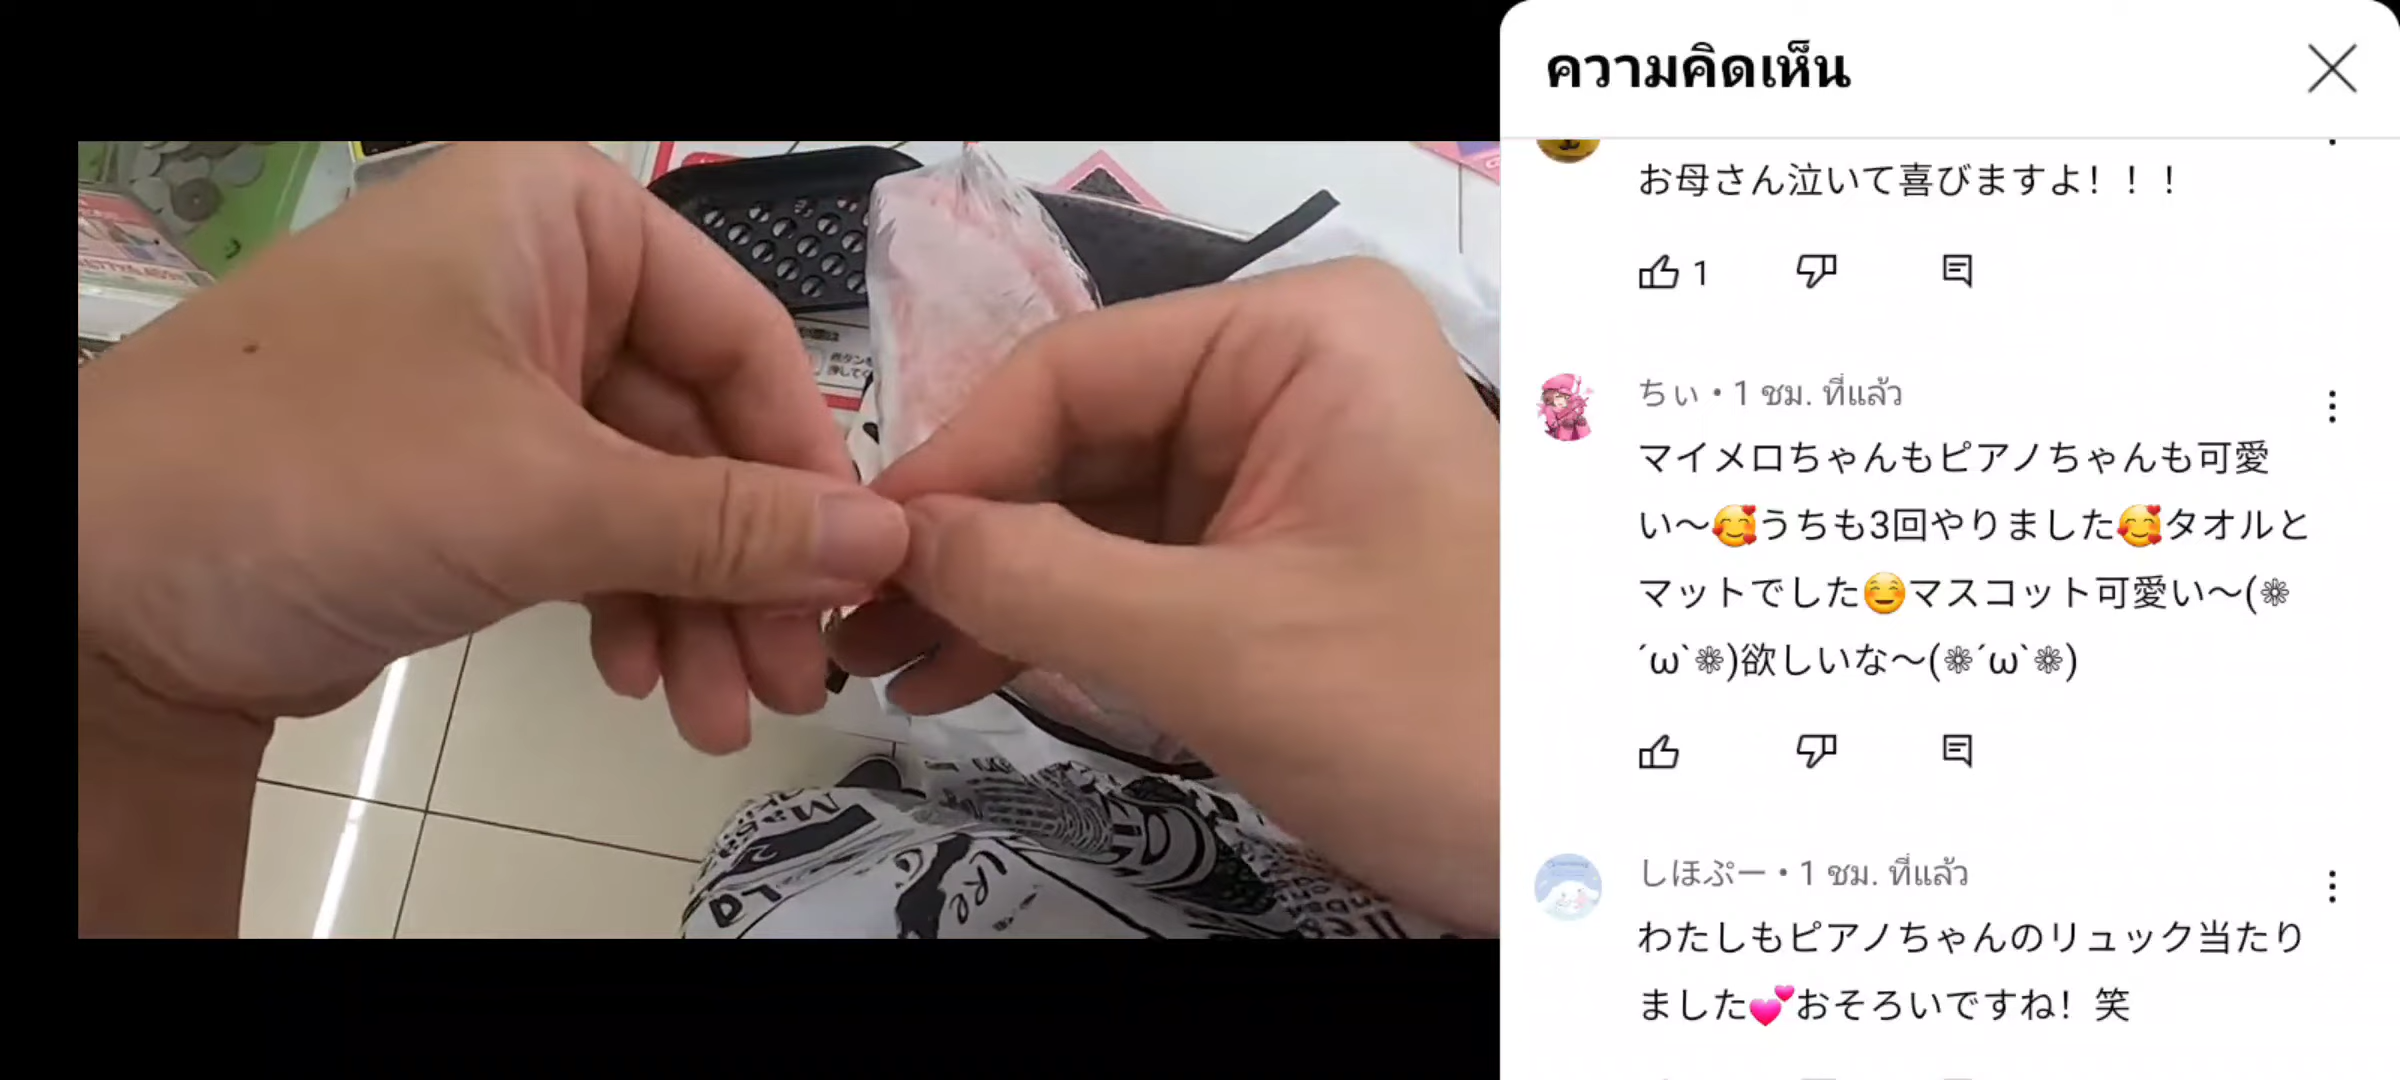 ความคิดเห็น
お母さん泣いて喜びますよ！！！
1
ちぃ • 1 ชม. ที่แล้ว
マイメロちゃんもピアノちゃんも可愛
い〜🥰うちも3回やりました🥰タオルと
マットでした☺️マスコット可愛い〜(❁
´ω`❁)欲しいな〜(❁´ω`❁)
しほぷー • 1 ชม. ที่แล้ว
わたしもピアノちゃんのリュック当たり
ました💕おそろいですね！笑